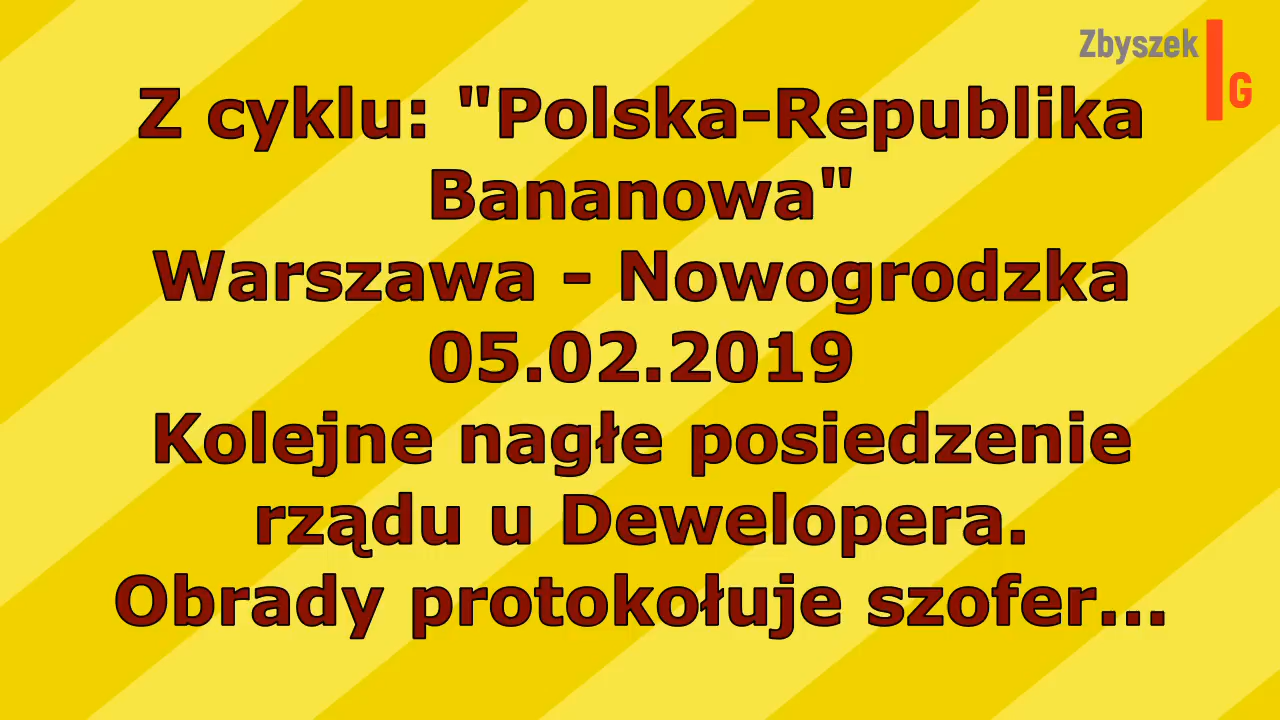 Zbyszek
G
Z cyklu: "Polska-Republika
Bananowa"
Warszawa - Nowogrodzka
05.02.2019
Kolejne nagłe posiedzenie
rządu u Dewelopera.
Obrady protokołuje szofer...